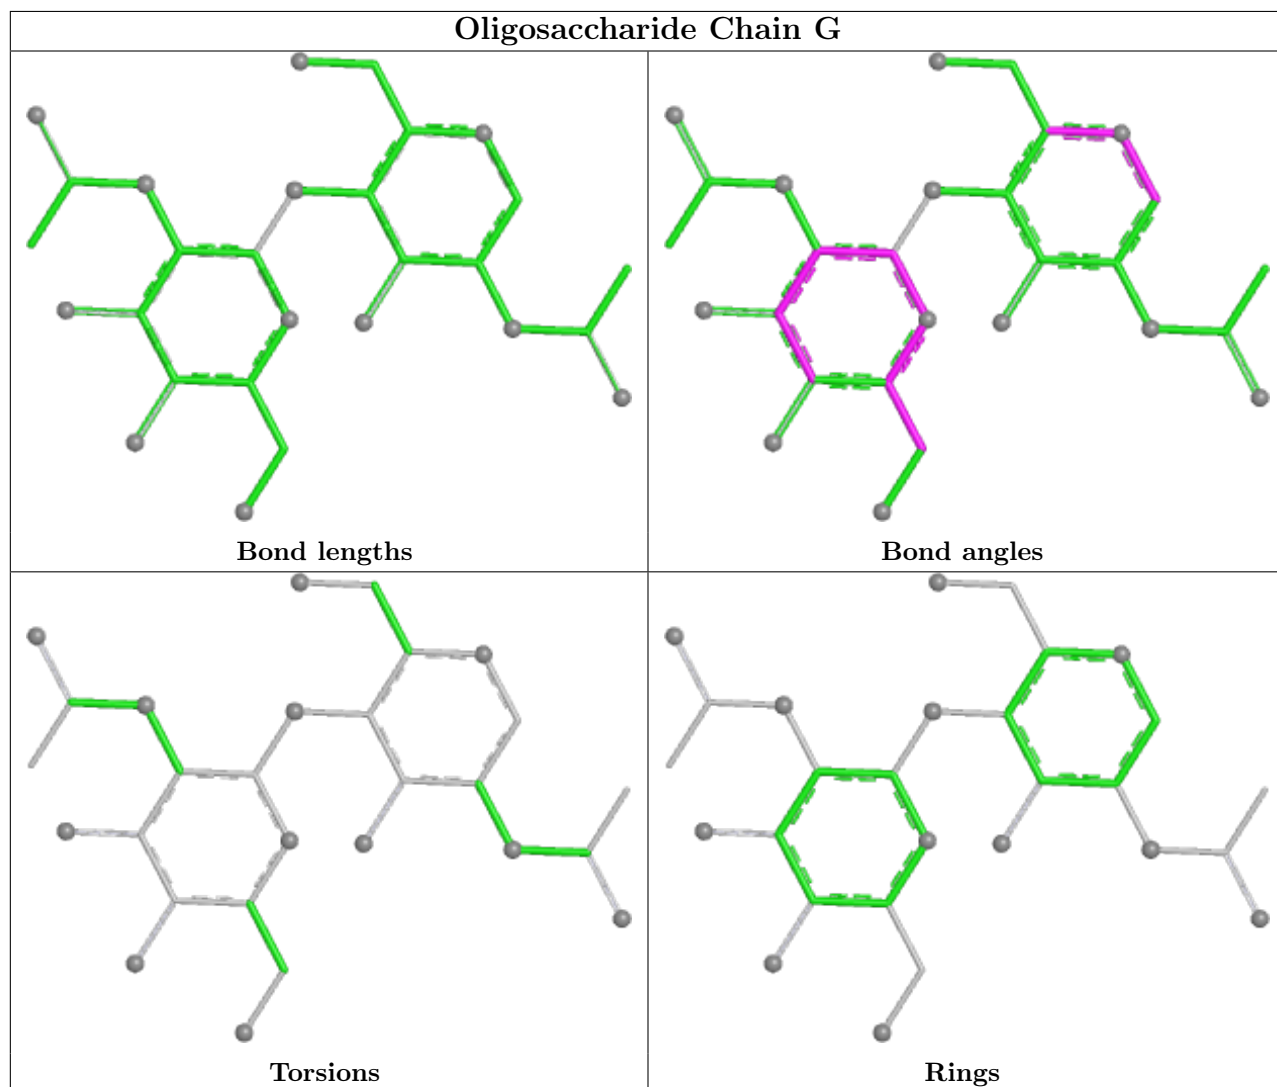 Oligosaccharide Chain G
Bond lengths
Bond angles
Torsions
Rings